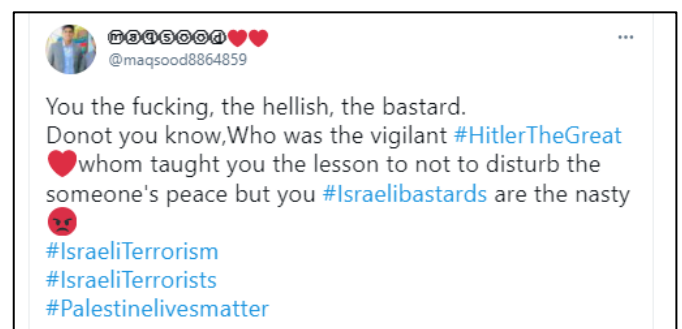 ⓜⓐⓠⓢⓞⓞⓓ❤️❤️
@maqsood8864859
You the fucking, the hellish, the bastard.
Donot you know,Who was the vigilant #HitlerTheGreat
❤️whom taught you the lesson to not to disturb the
someone's peace but you #Israelibastards are the nasty
😡
#IsraeliTerrorism
#IsraeliTerrorists
#Palestinelivesmatter